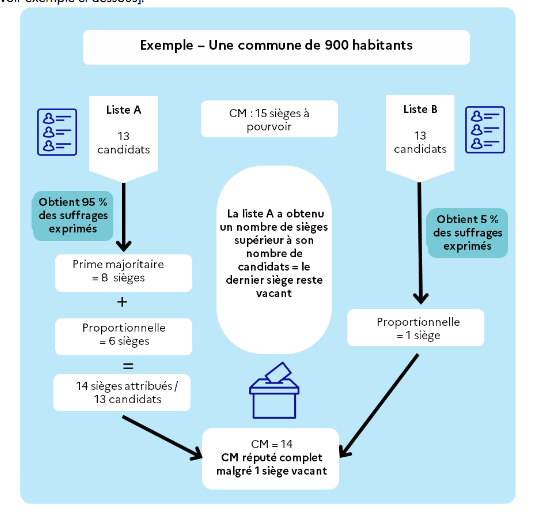 voir exemple ci-dessous].
Exemple – Une commune de 900 habitants
Liste A
13
candidats
CM : 15 sièges à
pourvoir
Liste B
13
candidats
Obtient 95 %
des suffrages
exprimés
La liste A a obtenu
un nombre de sièges
supérieur à son
nombre de
candidats = le
dernier siège reste
vacant
Obtient 5 %
des suffrages
exprimés
Prime majoritaire
= 8 sièges
+
Proportionnelle
= 6 sièges
=
14 sièges attribués /
13 candidats
Proportionnelle
= 1 siège
CM = 14
CM réputé complet
malgré 1 siège vacant